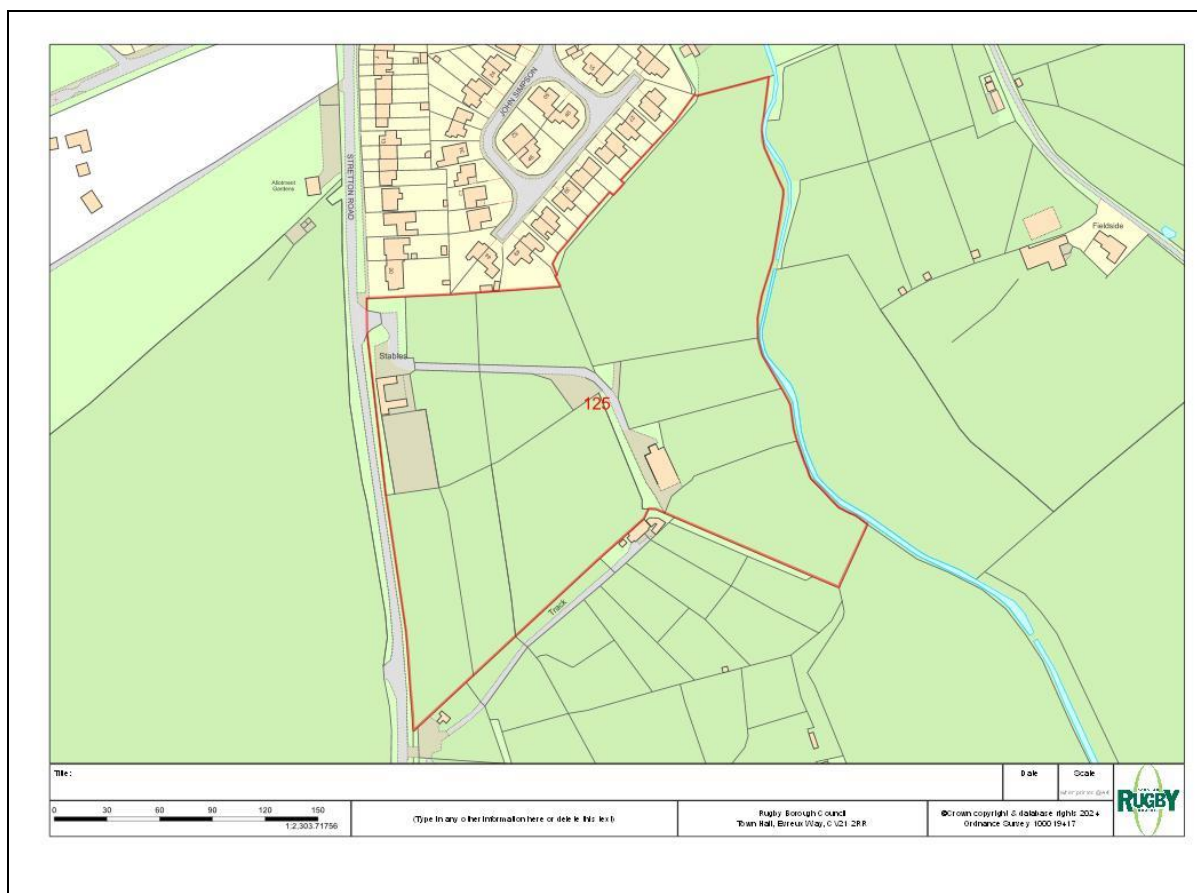 JOHN SIMPSON
STRETTON ROAD
Allotment
Gardens
Fieldside
Stables
125
Track
Title :
Date
Scale
0 30 60 90 120 150
1:2,303.71756
(Type in any other information here or delete this text)
Rugby Borough Council
Town Hall, Evreux Way, CV21 2RR
©Crown copyright & database rights 2024
Ordnance Survey 100019417
RUGBY